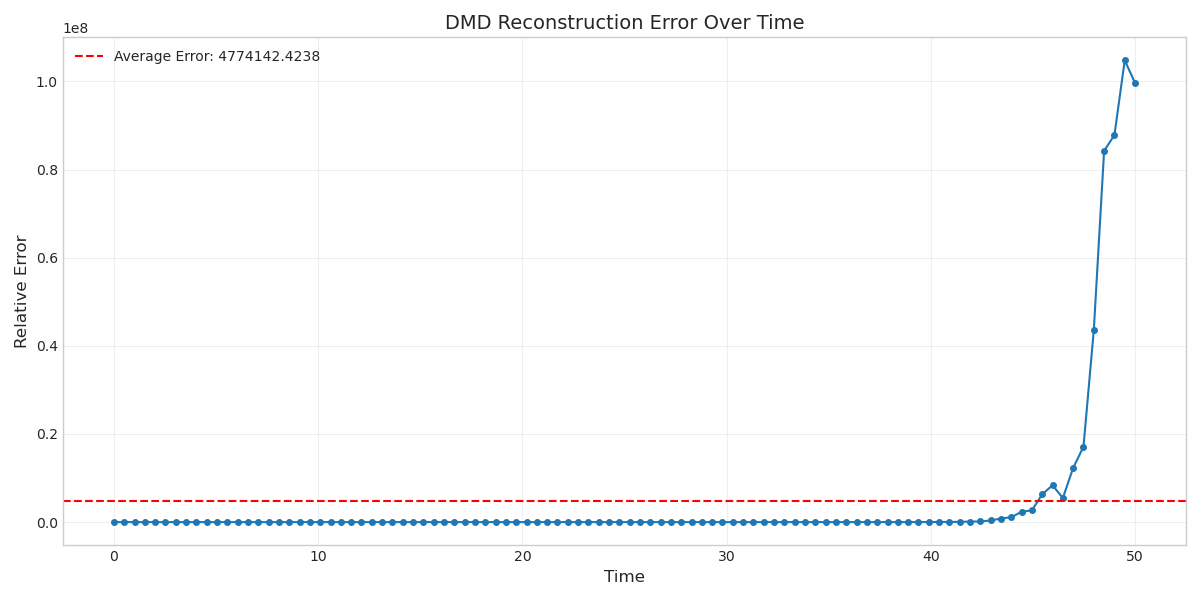 DMD Reconstruction Error Over Time
1e8
Average Error: 4774142.4238
1.0
0.8
0.6
0.4
0.2
0.0
Relative Error
0 10 20 30 40 50
Time